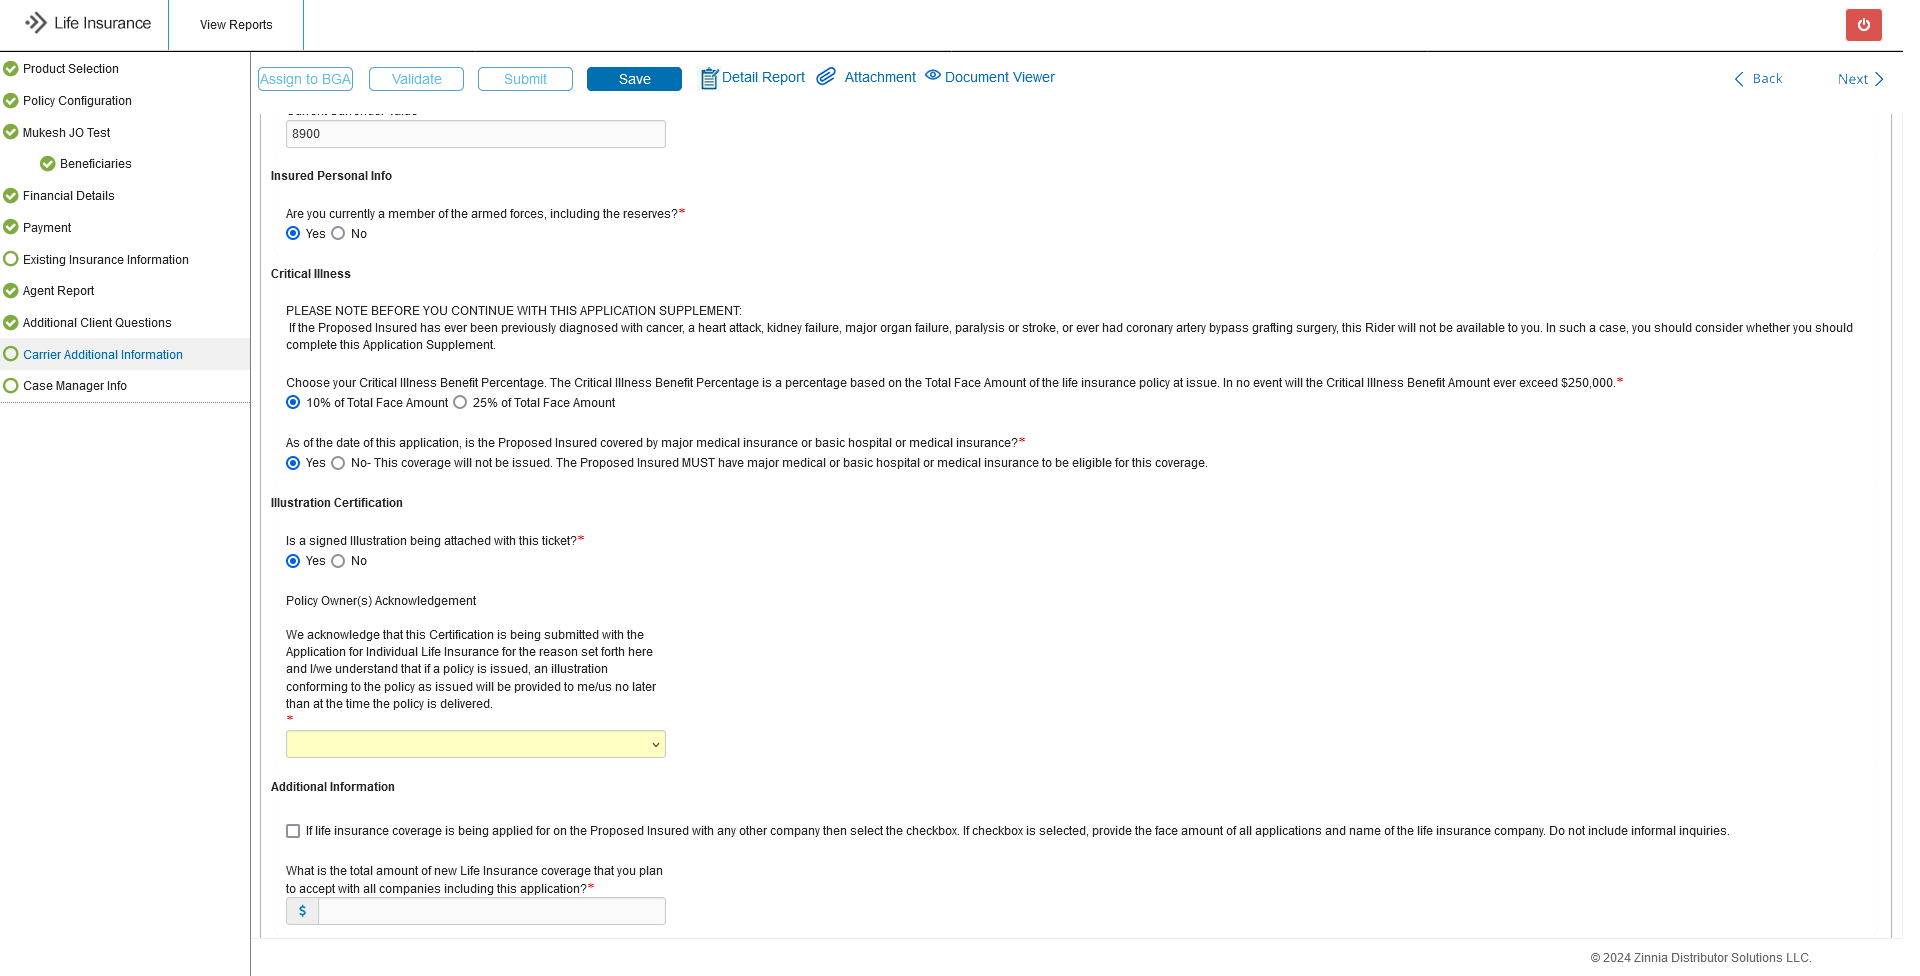 Life Insurance
View Reports
Product Selection
Policy Configuration
Mukesh JO Test
Beneficiaries
Financial Details
Payment
Existing Insurance Information
Agent Report
Additional Client Questions
Carrier Additional Information
Case Manager Info
Assign to BGA
Validate
Submit
Save
Detail Report
Attachment
Document Viewer
Back
Next
8900
Insured Personal Info
Are you currently a member of the armed forces, including the reserves?*
Yes No
Critical Illness
PLEASE NOTE BEFORE YOU CONTINUE WITH THIS APPLICATION SUPPLEMENT:
If the Proposed Insured has ever been previously diagnosed with cancer, a heart attack, kidney failure, major organ failure, paralysis or stroke, or ever had coronary artery bypass grafting surgery, this Rider will not be available to you. In such a case, you should consider whether you should
complete this Application Supplement.
Choose your Critical Illness Benefit Percentage. The Critical Illness Benefit Percentage is a percentage based on the Total Face Amount of the life insurance policy at issue. In no event will the Critical Illness Benefit Amount ever exceed $250,000.*
10% of Total Face Amount 25% of Total Face Amount
As of the date of this application, is the Proposed Insured covered by major medical insurance or basic hospital or medical insurance?*
Yes No- This coverage will not be issued. The Proposed Insured MUST have major medical or basic hospital or medical insurance to be eligible for this coverage.
Illustration Certification
Is a signed Illustration being attached with this ticket?*
Yes No
Policy Owner(s) Acknowledgement
We acknowledge that this Certification is being submitted with the
Application for Individual Life Insurance for the reason set forth here
and I/we understand that if a policy is issued, an illustration
conforming to the policy as issued will be provided to me/us no later
than at the time the policy is delivered.
*
Additional Information
If life insurance coverage is being applied for on the Proposed Insured with any other company then select the checkbox. If checkbox is selected, provide the face amount of all applications and name of the life insurance company. Do not include informal inquiries.
What is the total amount of new Life Insurance coverage that you plan
to accept with all companies including this application?*
$
© 2024 Zinnia Distributor Solutions LLC.